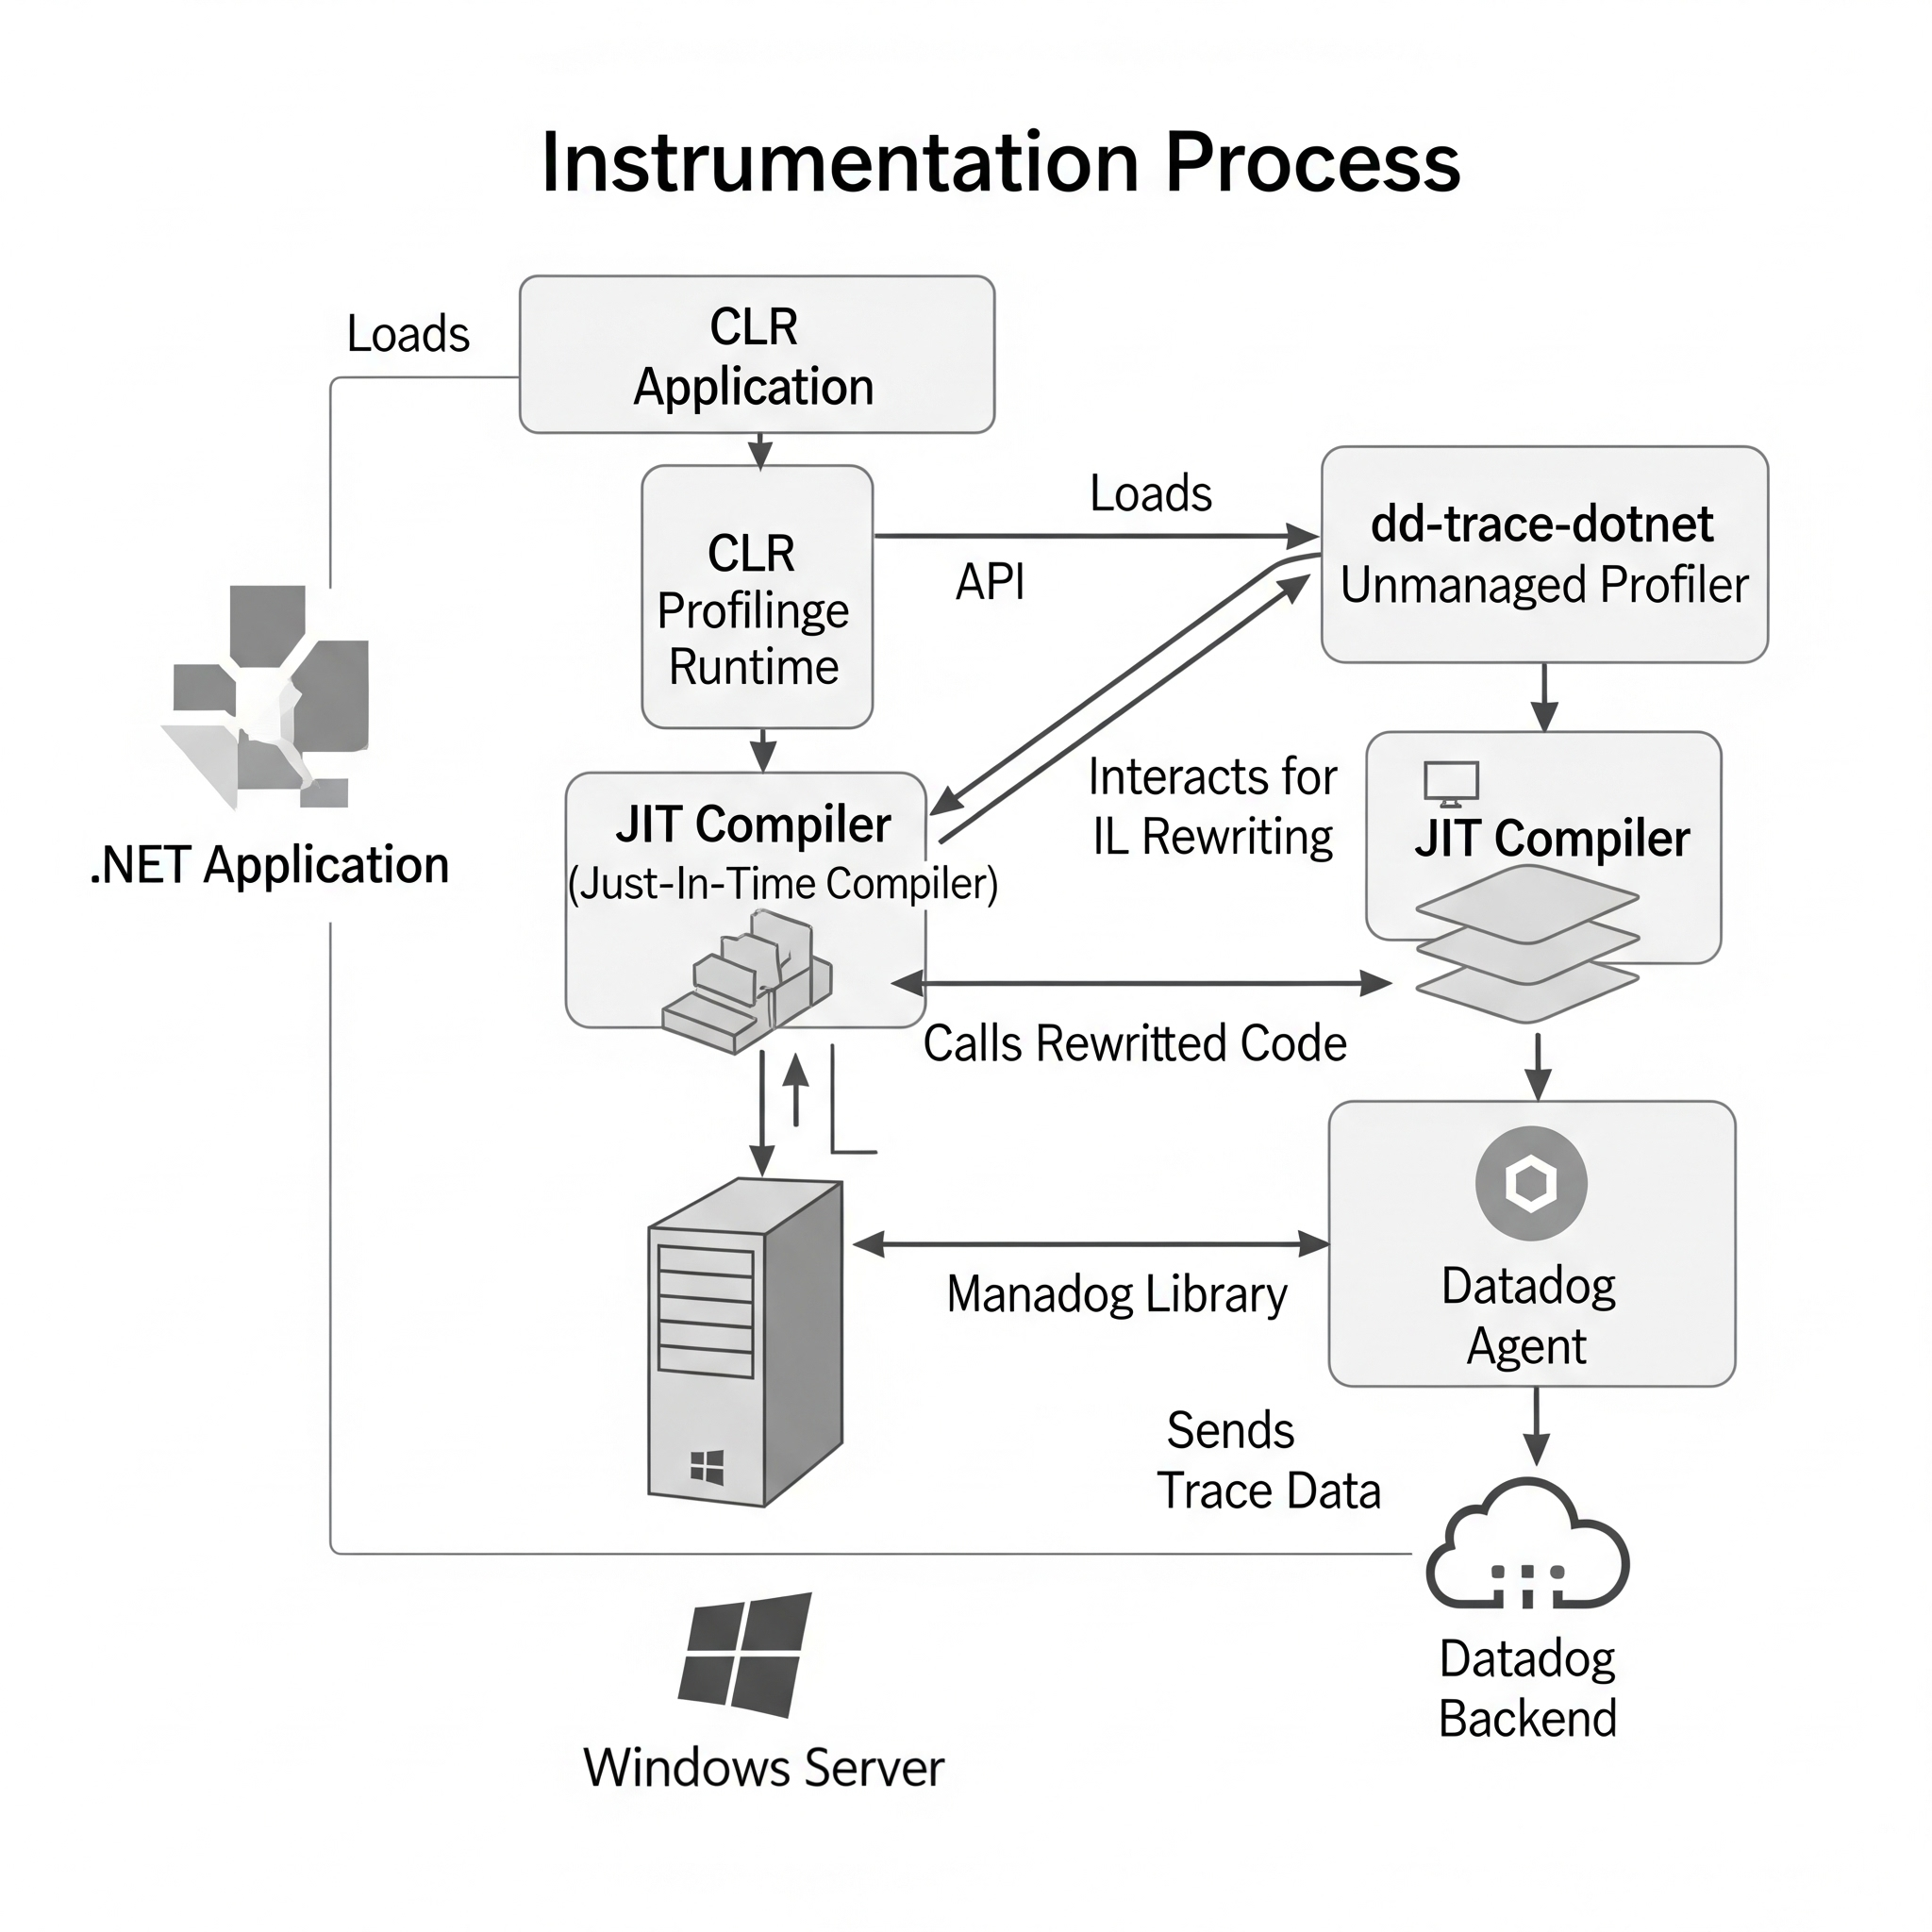 Instrumentation Process
Loads
CLR
Application
Loads
API
CLR
Profilinge
Runtime
dd-trace-dotnet
Unmanaged Profiler
.NET Application
JIT Compiler
(Just-In-Time Compiler)
Interacts for
IL Rewriting
JIT Compiler
Calls Rewritted Code
Manadog Library
Datadog
Agent
Sends
Trace Data
Datadog
Backend
Windows Server